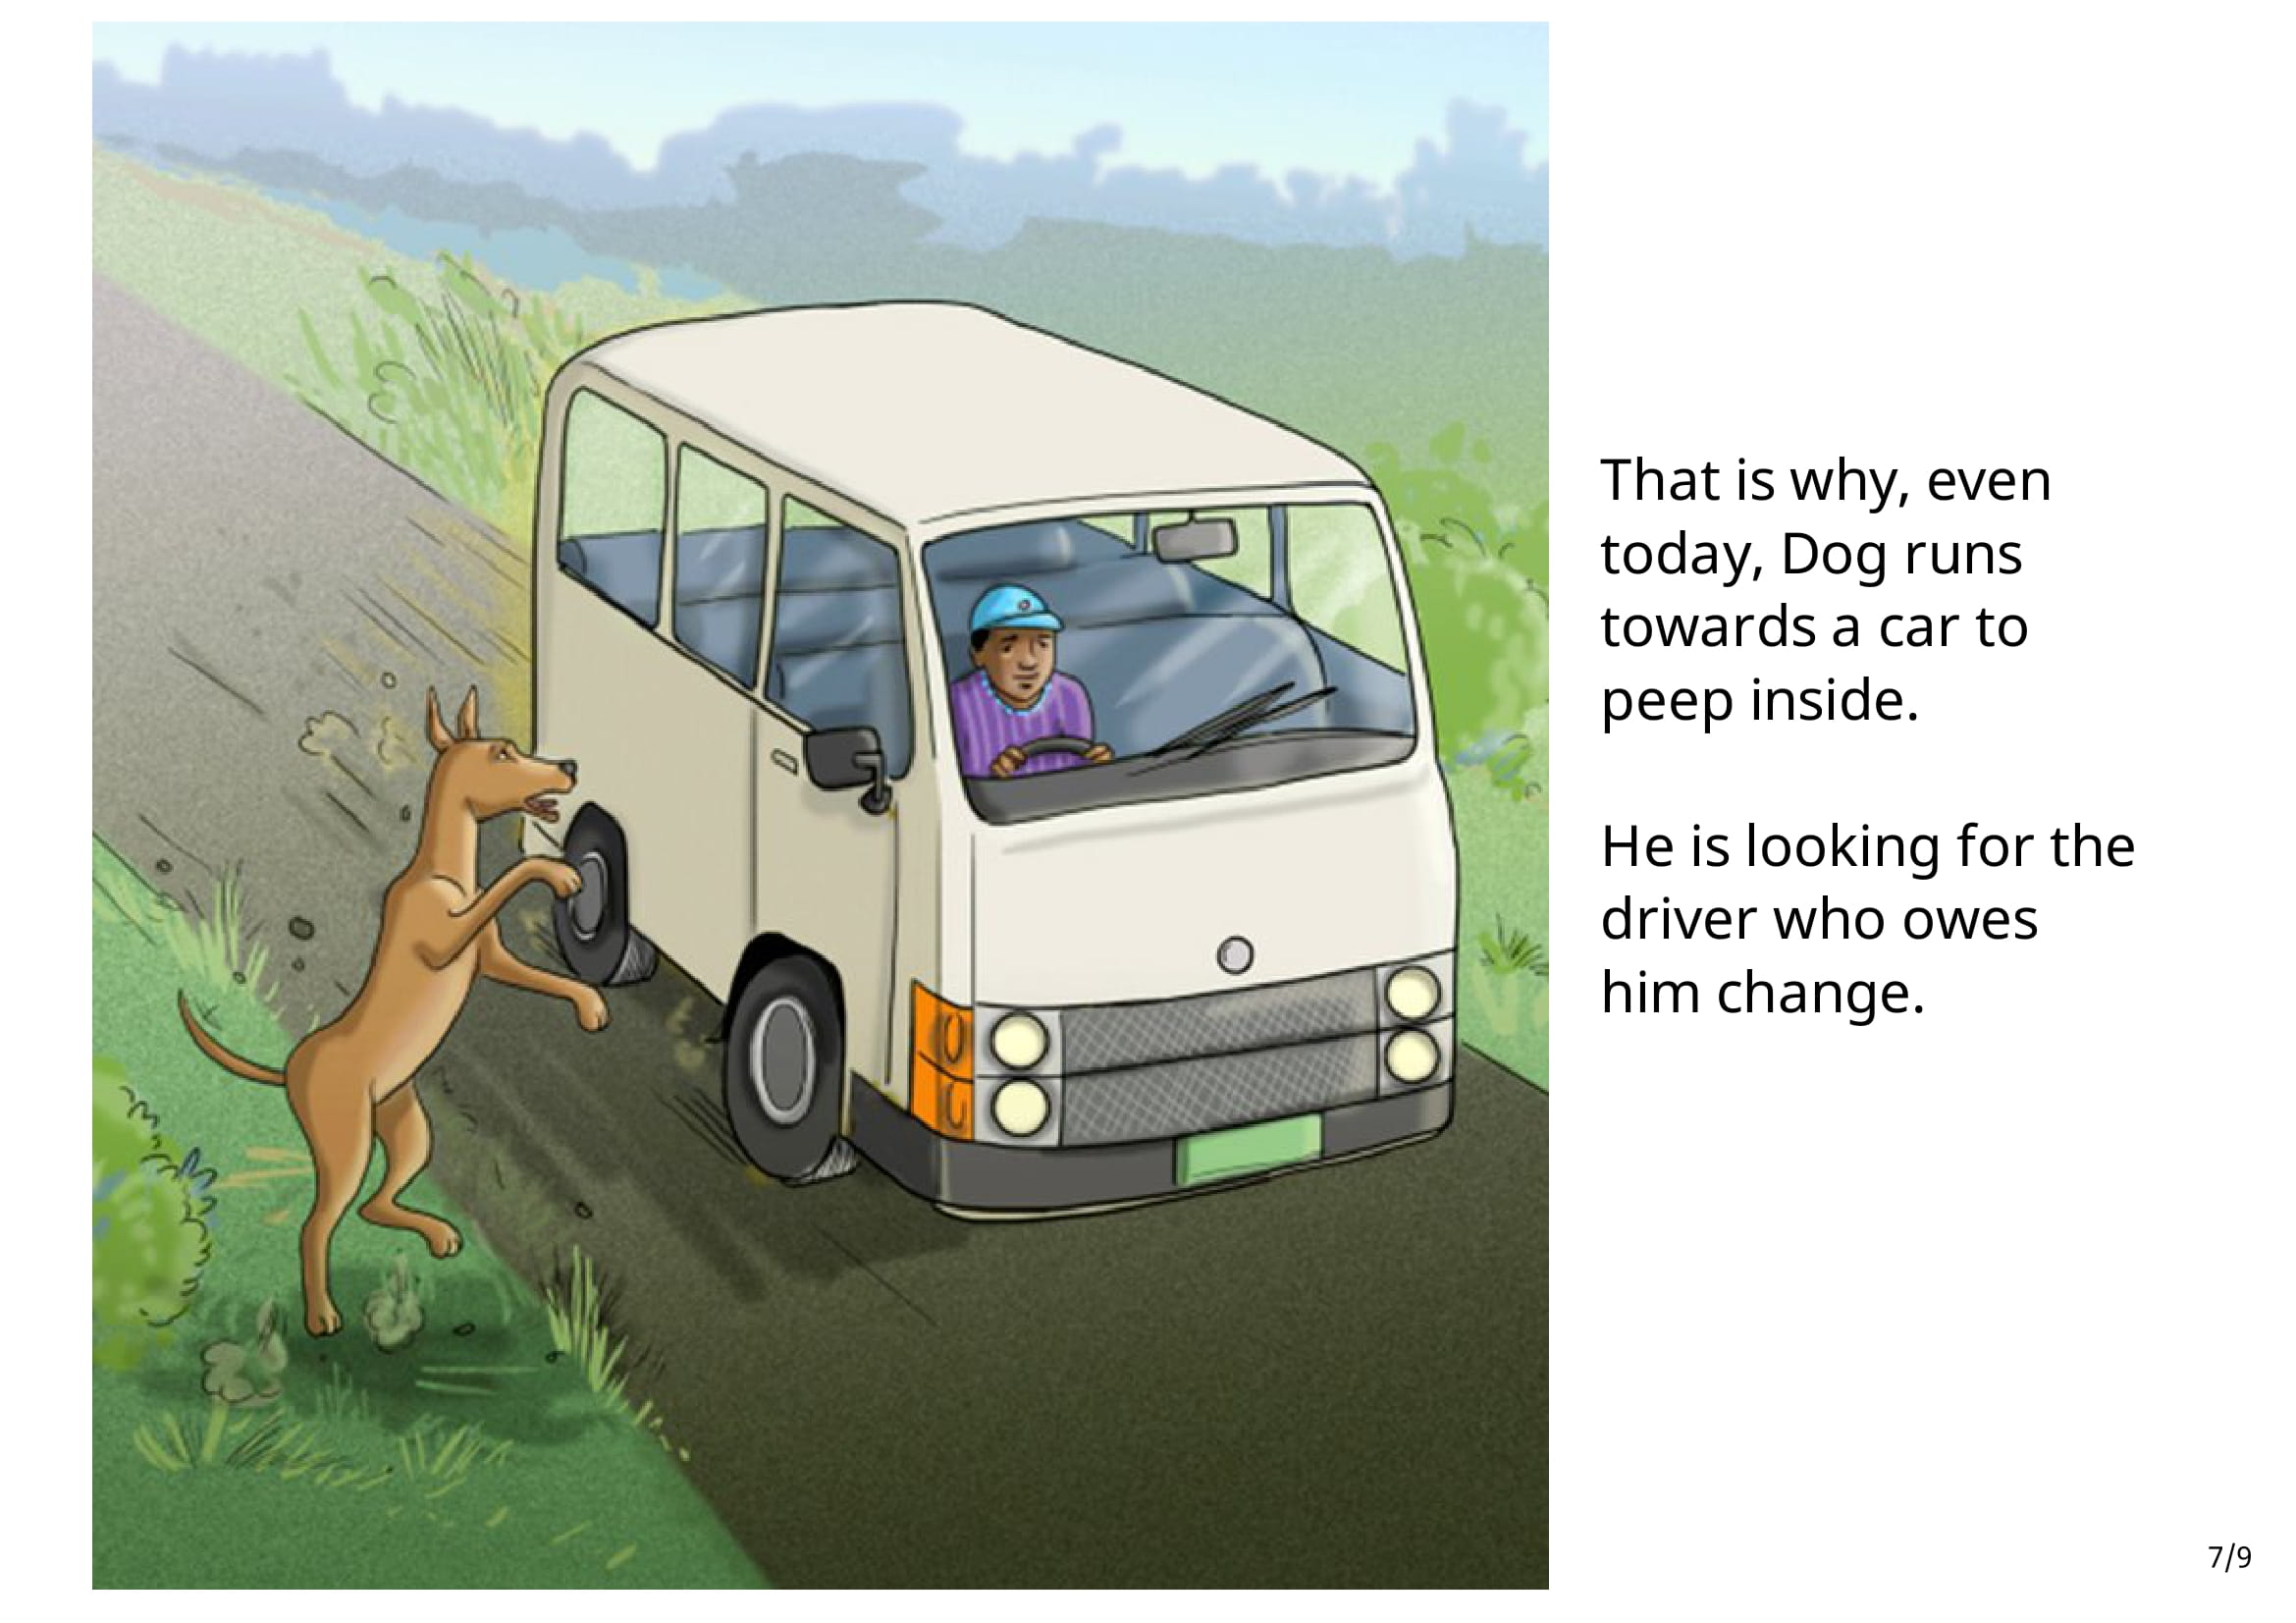 That is why, even
today, Dog runs
towards a car to
peep inside.
He is looking for the
driver who owes
him change.
7/9